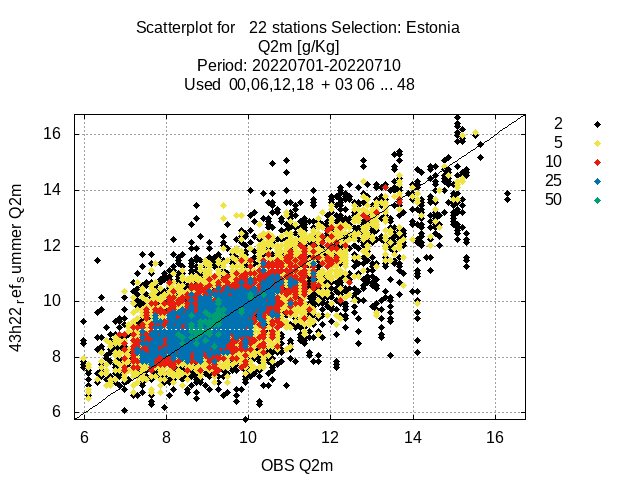 Scatterplot for   22 stations Selection: Estonia
Q2m [g/Kg]
Period: 20220701-20220710
Used  00,06,12,18  + 03 06 ... 48
2
5
10
25
50
16
14
12
10
8
6
43h22_ref_summer Q2m
6 8 10 12 14 16
OBS Q2m